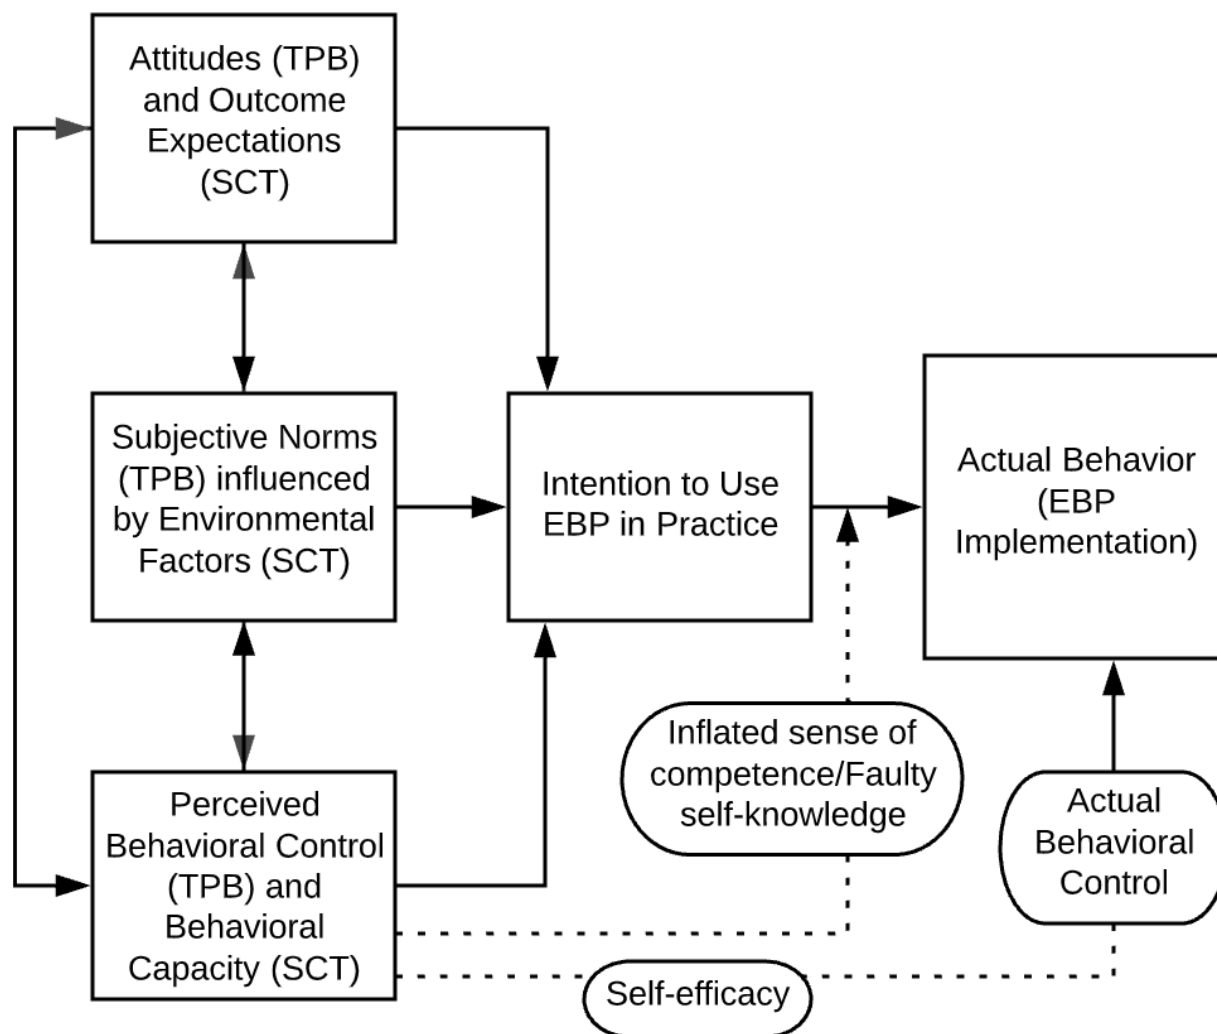 Attitudes (TPB)
and Outcome
Expectations
(SCT)
Subjective Norms
(TPB) influenced
by Environmental
Factors (SCT)
Intention to Use
EBP in Practice
Actual Behavior
(EBP
Implementation)
Perceived
Behavioral Control
(TPB) and
Behavioral
Capacity (SCT)
Inflated sense of
competence/Faulty
self-knowledge
Actual
Behavioral
Control
Self-efficacy